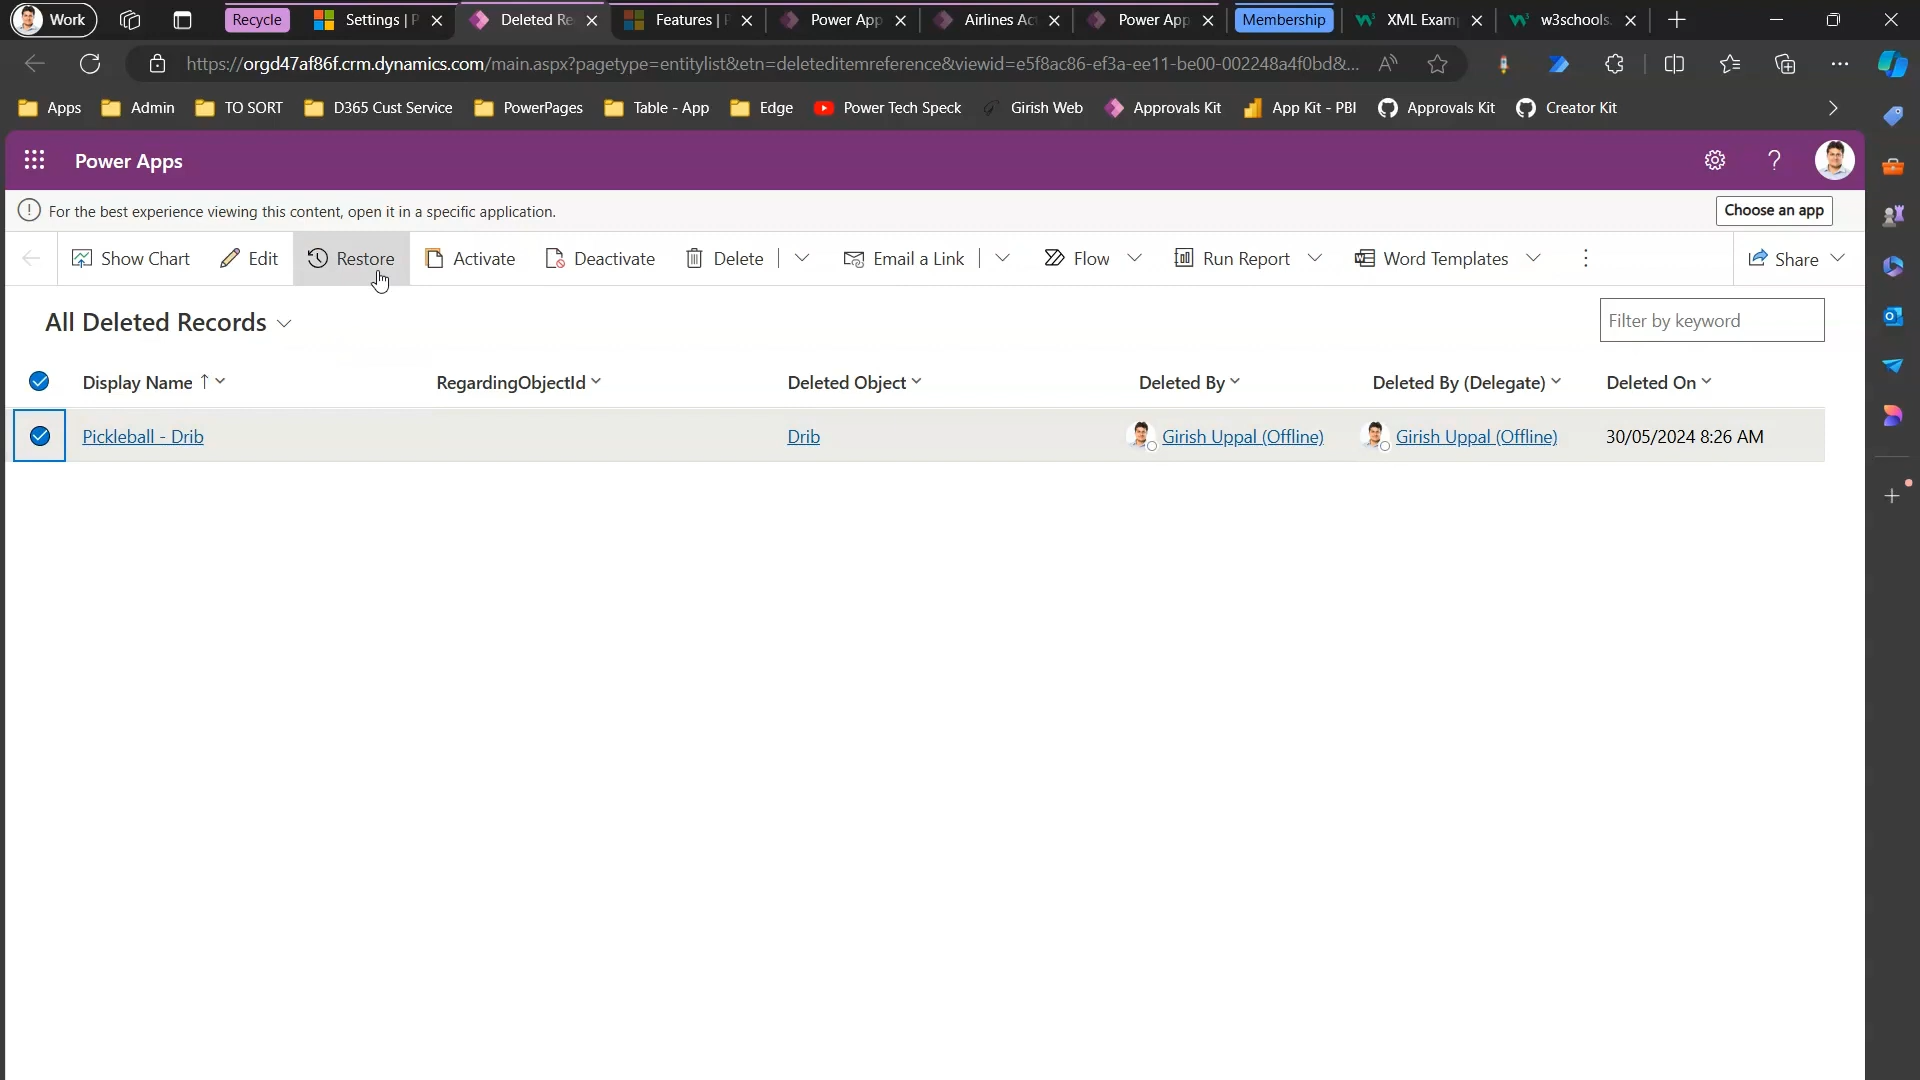 Work
Recycle
Settings | P
Deleted Re
Features | P
Power App
Airlines Ac
Power App
Membership
XML Exam
w3schools.
https://orgd47af86f.crm.dynamics.com/main.aspx?pagetype=entitylist&etn=deleteditemreference&viewid=e5f8ac86-ef3a-ee11-be00-002248a4f0bd&...
Apps
Admin
TO SORT
D365 Cust Service
PowerPages
Table - App
Edge
Power Tech Speck
Girish Web
Approvals Kit
App Kit - PBI
Approvals Kit
Creator Kit
Power Apps
For the best experience viewing this content, open it in a specific application.
Choose an app
Show Chart
Edit
Restore
Activate
Deactivate
Delete
Email a Link
Flow
Run Report
Word Templates
Share
All Deleted Records
Filter by keyword
Display Name ↑
RegardingObjectId
Deleted Object
Deleted By
Deleted By (Delegate)
Deleted On
Pickleball - Drib
Drib
Girish Uppal (Offline)
Girish Uppal (Offline)
30/05/2024 8:26 AM